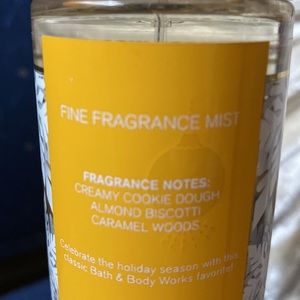 FINE FRAGRANCE MIST
FRAGRANCE NOTES:
CREAMY COOKIE DOUGH
ALMOND BISCOTTI
CARAMEL WOODS
Celebrate the holiday season with this
classic Bath & Body Works favorite!